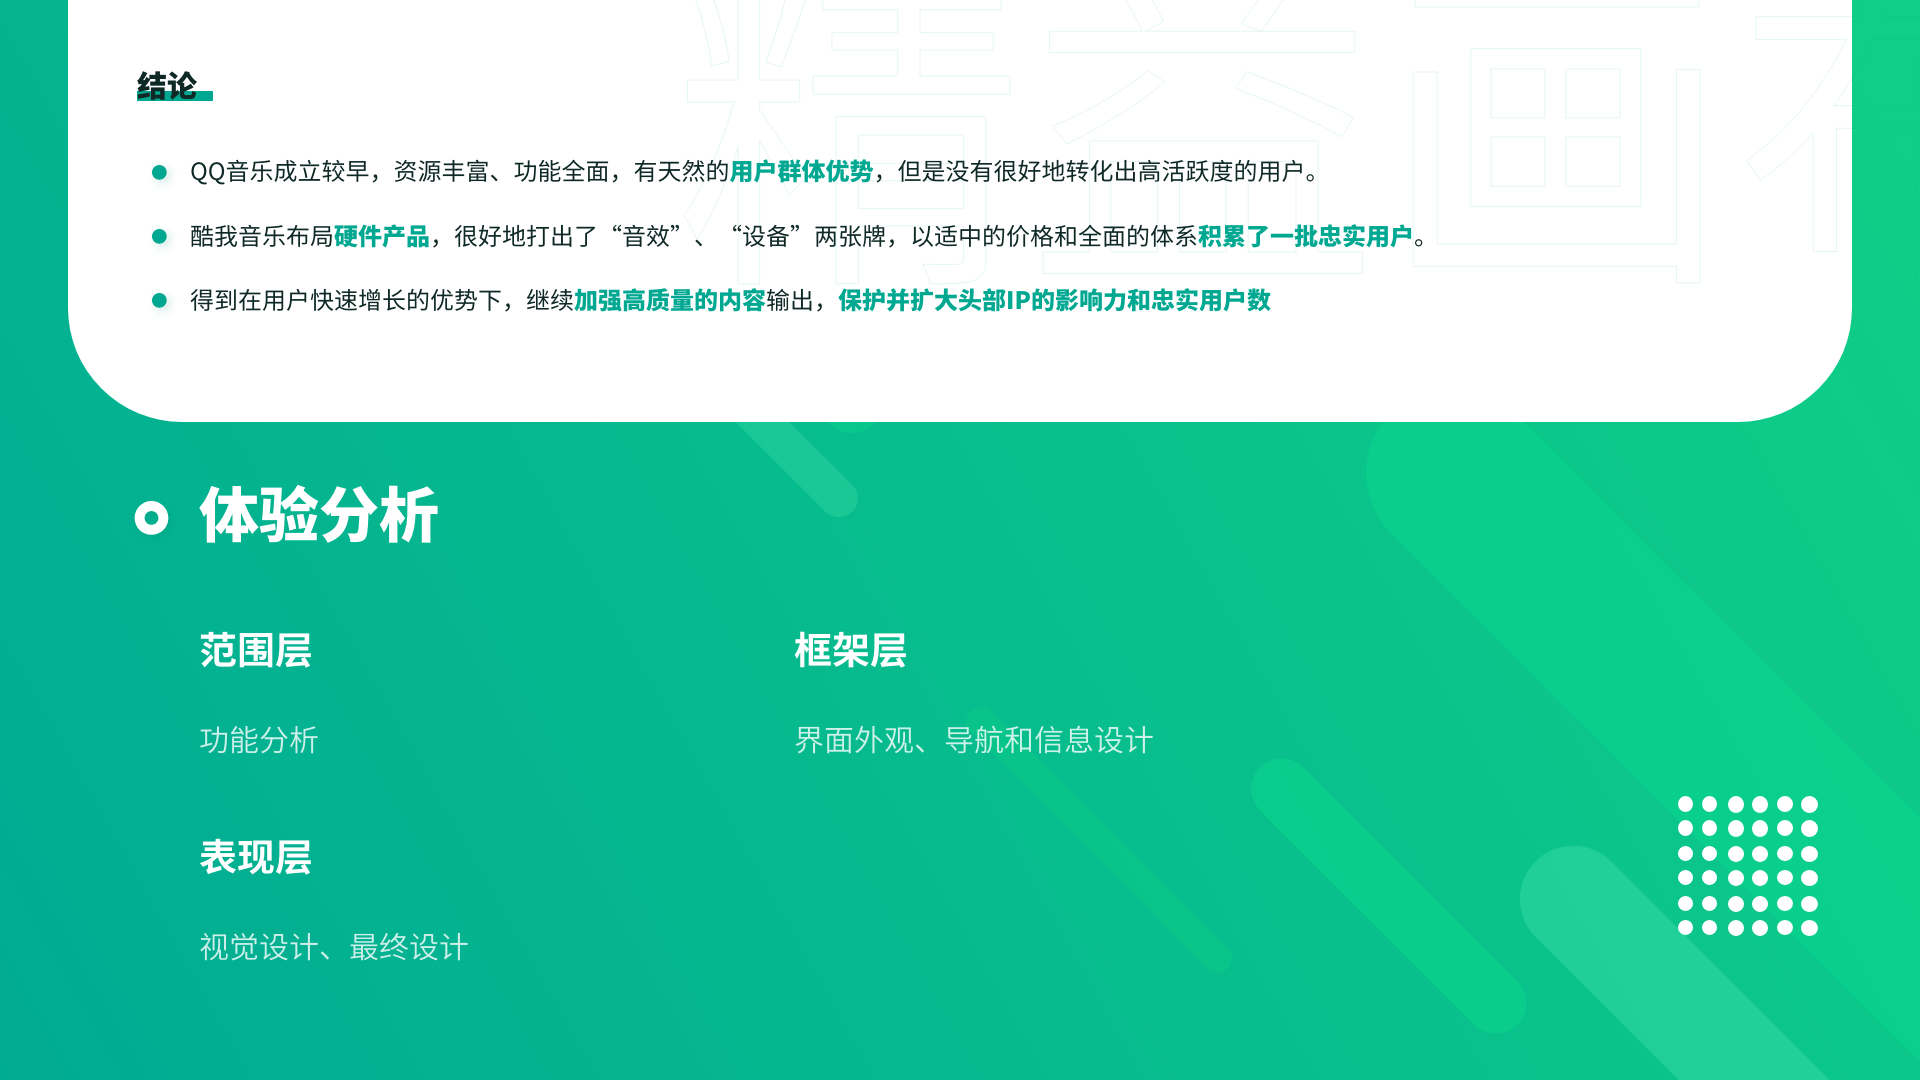 精益画布
结论
QQ音乐成立较早，资源丰富、功能全面，有天然的用户群体优势，但是没有很好地转化出高活跃度的用户。
酷我音乐布局硬件产品，很好地打出了“音效”、“设备”两张牌，以适中的价格和全面的体系积累了一批忠实用户。
得到在用户快速增长的优势下，继续加强高质量的内容输出，保护并扩大头部IP的影响力和忠实用户数
体验分析
范围层
框架层
功能分析
界面外观、导航和信息设计
表现层
视觉设计、最终设计